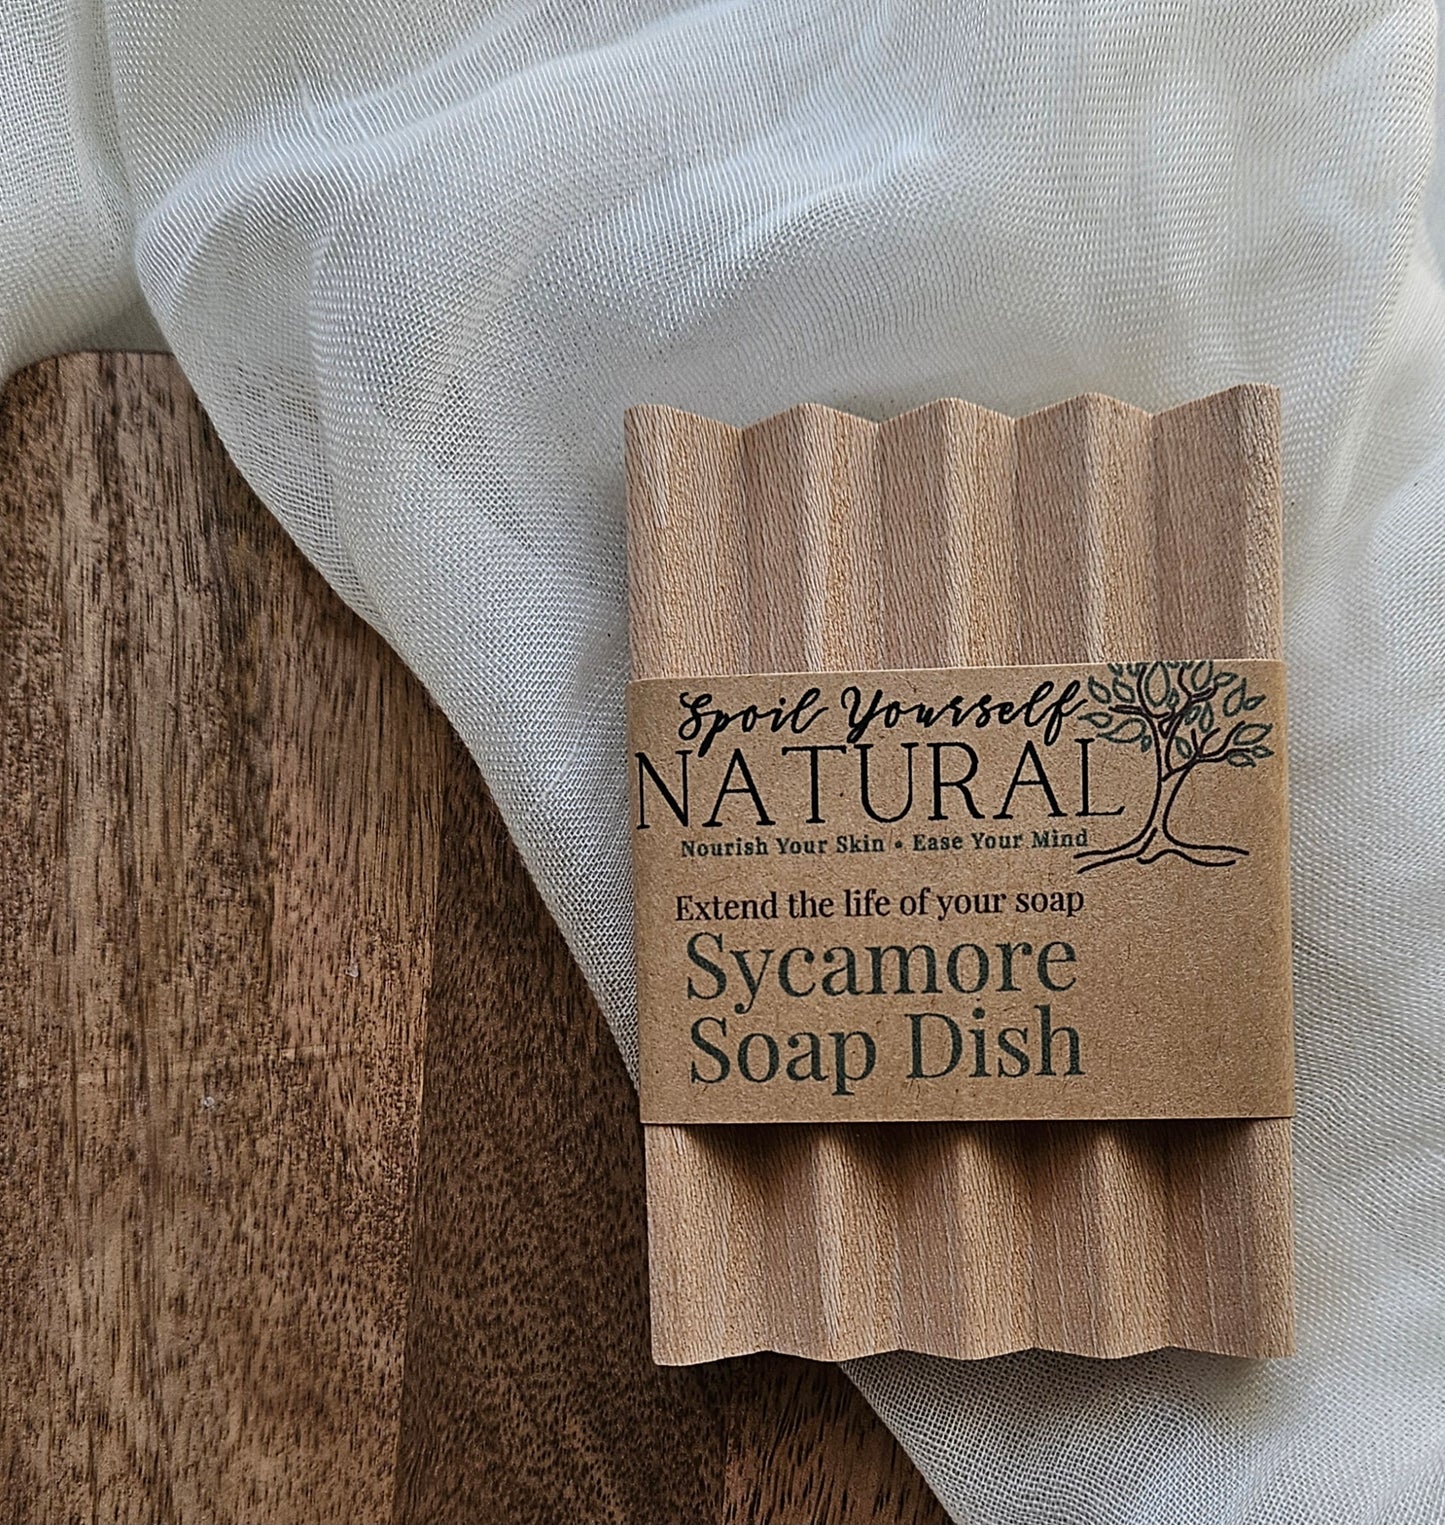 Spoil Yourself
NATURAL
Nourish Your Skin • Ease Your Mind
Extend the life of your soap
Sycamore
Soap Dish